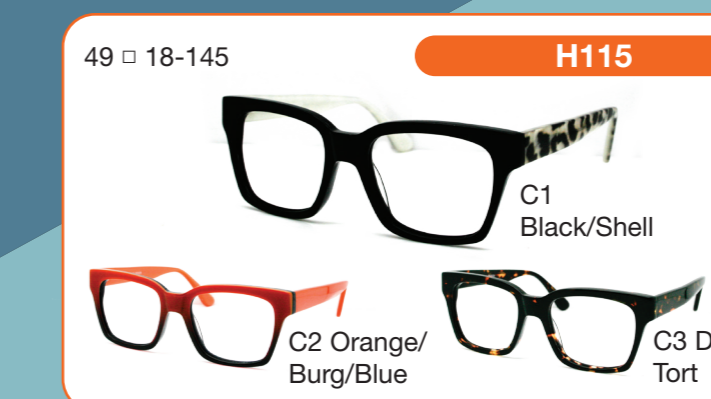 49 □ 18-145
H115
C1
Black/Shell
C2 Orange/
Burg/Blue
C3 D
Tort